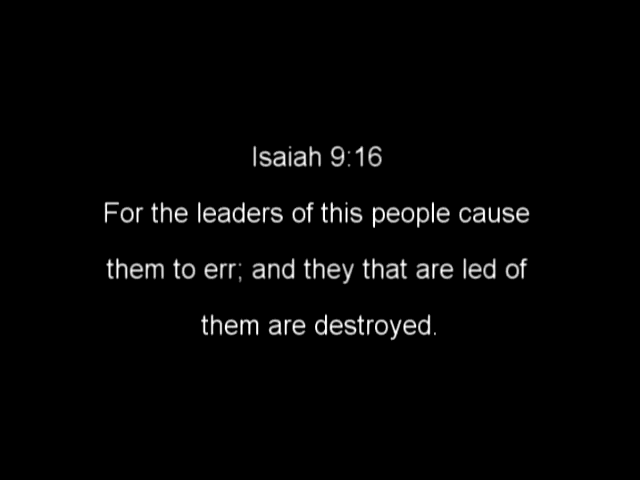 Isaiah 9:16
For the leaders of this people cause
them to err; and they that are led of
them are destroyed.